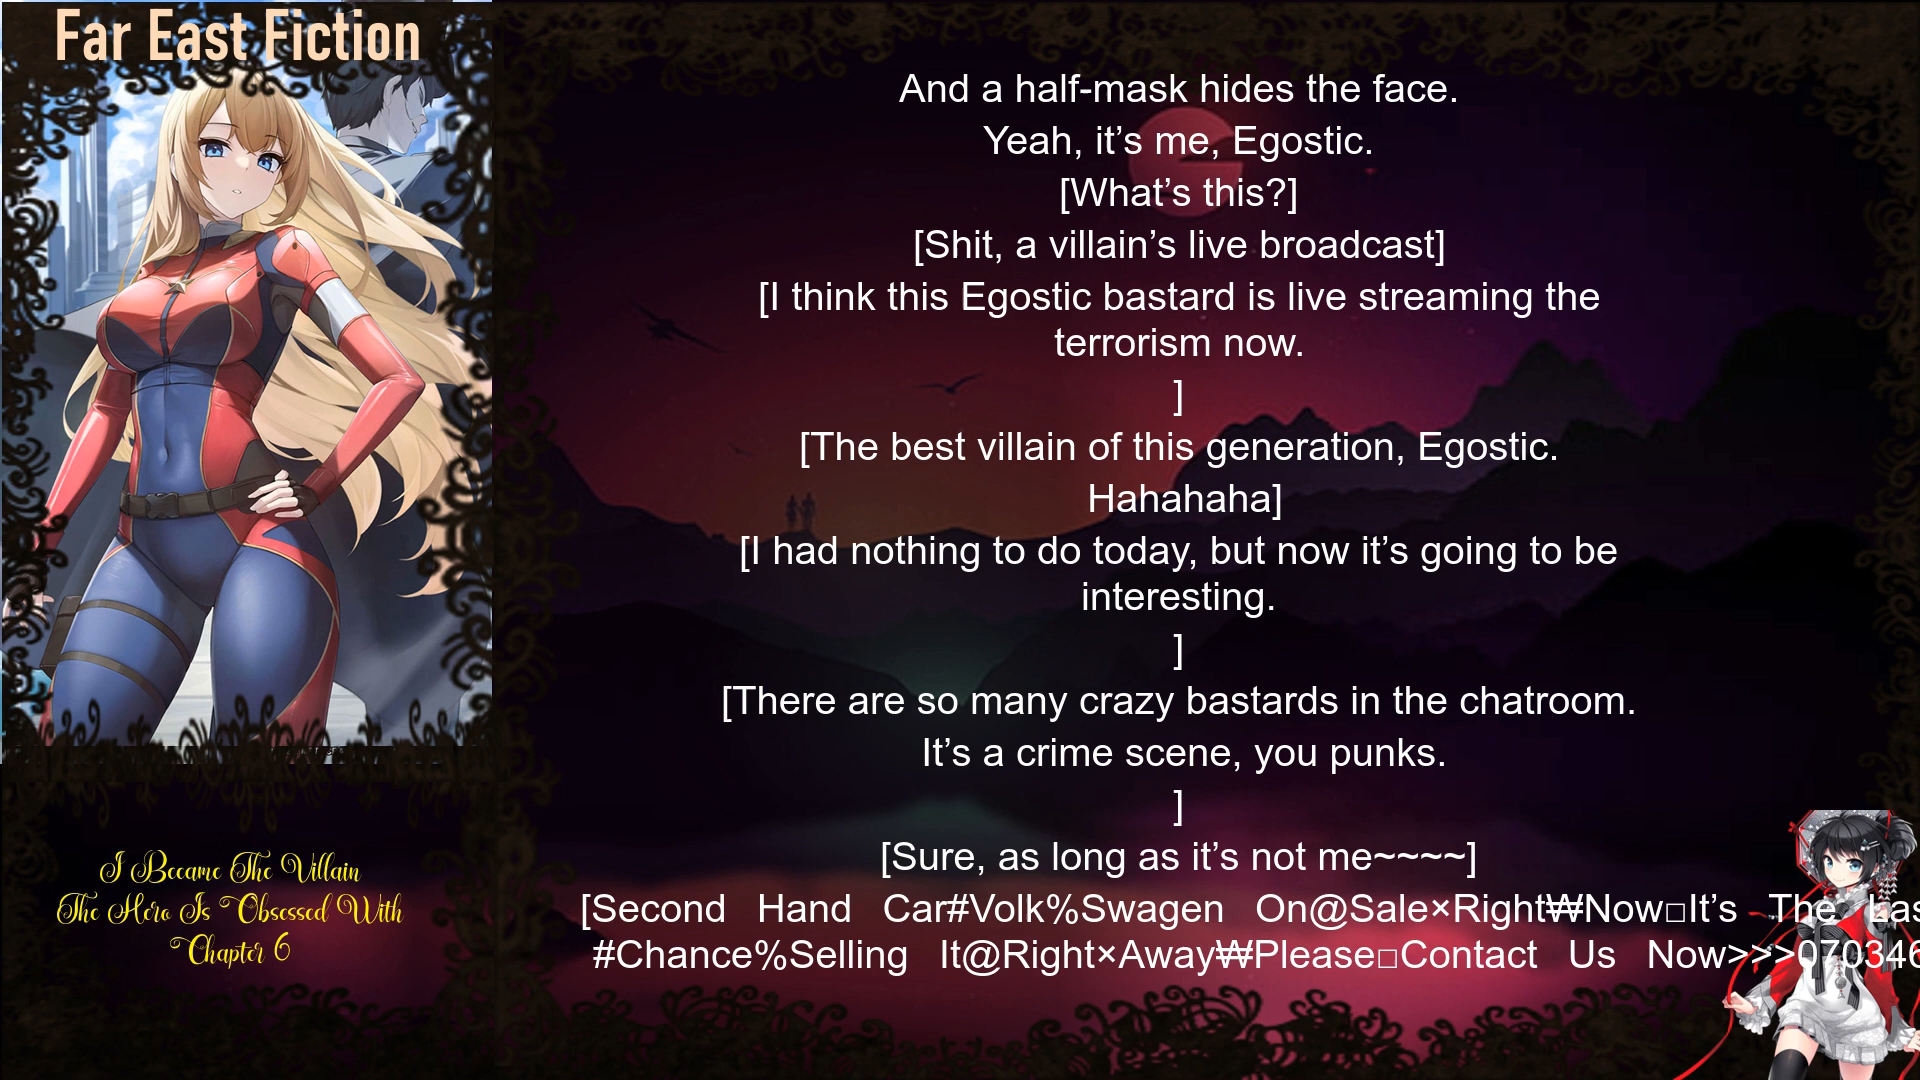 Far East Fiction
And a half-mask hides the face.
Yeah, it’s me, Egostic.
[What’s this?]
[Shit, a villain’s live broadcast]
[I think this Egostic bastard is live streaming the
terrorism now.
]
[The best villain of this generation, Egostic.
Hahahaha]
[I had nothing to do today, but now it’s going to be
interesting.
]
[There are so many crazy bastards in the chatroom.
It’s a crime scene, you punks.
]
[Sure, as long as it’s not me~~~~]
[Second Hand Car#Volk%Swagen On@Sale×Right₩Now□It’s The Las
#Chance%Selling It@Right×Away₩Please□Contact Us Now>>>070346
I Became The Villain
The Hero Is Obsessed With
Chapter 6